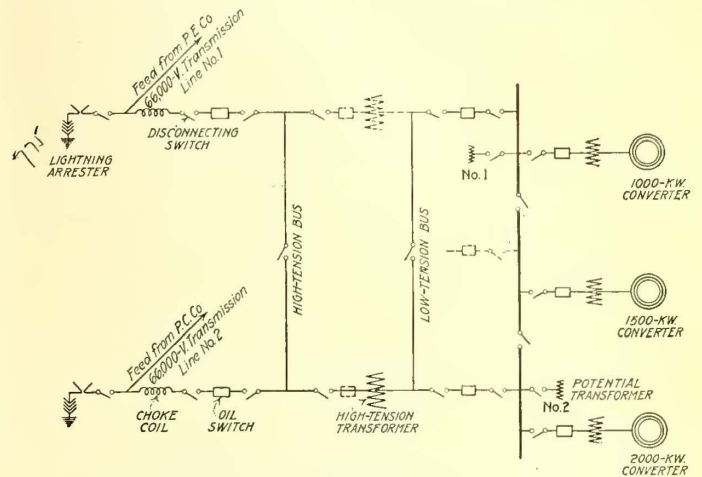 Feed from P.E. Co
66,000-V. Transmission
Line No.1
DISCONNECTING
SWITCH
LIGHTNING
ARRESTER
No.1
1000-KW.
CONVERTER
HIGH-TENSION BUS
LOW-TENSION BUS
1500-KW.
CONVERTER
Feed from P.C. Co
66,000-V. Transmission
Line No.2
CHOKE
COIL
OIL
SWITCH
HIGH-TENSION
TRANSFORMER
POTENTIAL
TRANSFORMER
No.2
2000-KW.
CONVERTER